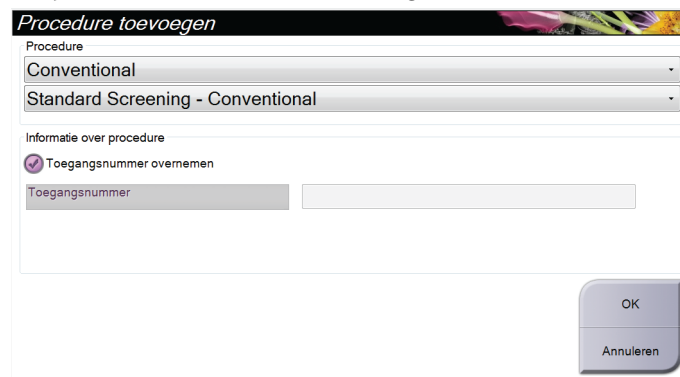 Procedure toevoegen
Procedure
Conventional
Standard Screening - Conventional
Informatie over procedure
Toegangsnummer overnemen
Toegangsnummer
OK
Annuleren